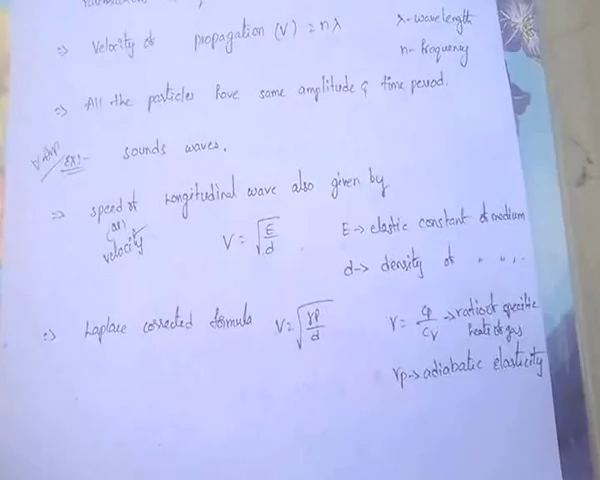 ⇒ Velocity of propagation (V) = nλ λ - wavelength
n - frequency
⇒ All the particles have same amplitude & time period.
Ex:- sounds waves.
⇒ speed of longitudinal wave also given by
(or)
velocity
V = √(E/d) E → elastic constant of medium
d → density of " " .
⇒ Laplace corrected formula V = √(γP/d) γ = Cp/Cv → ratio of specific
heats of gas
γp → adiabatic elasticity